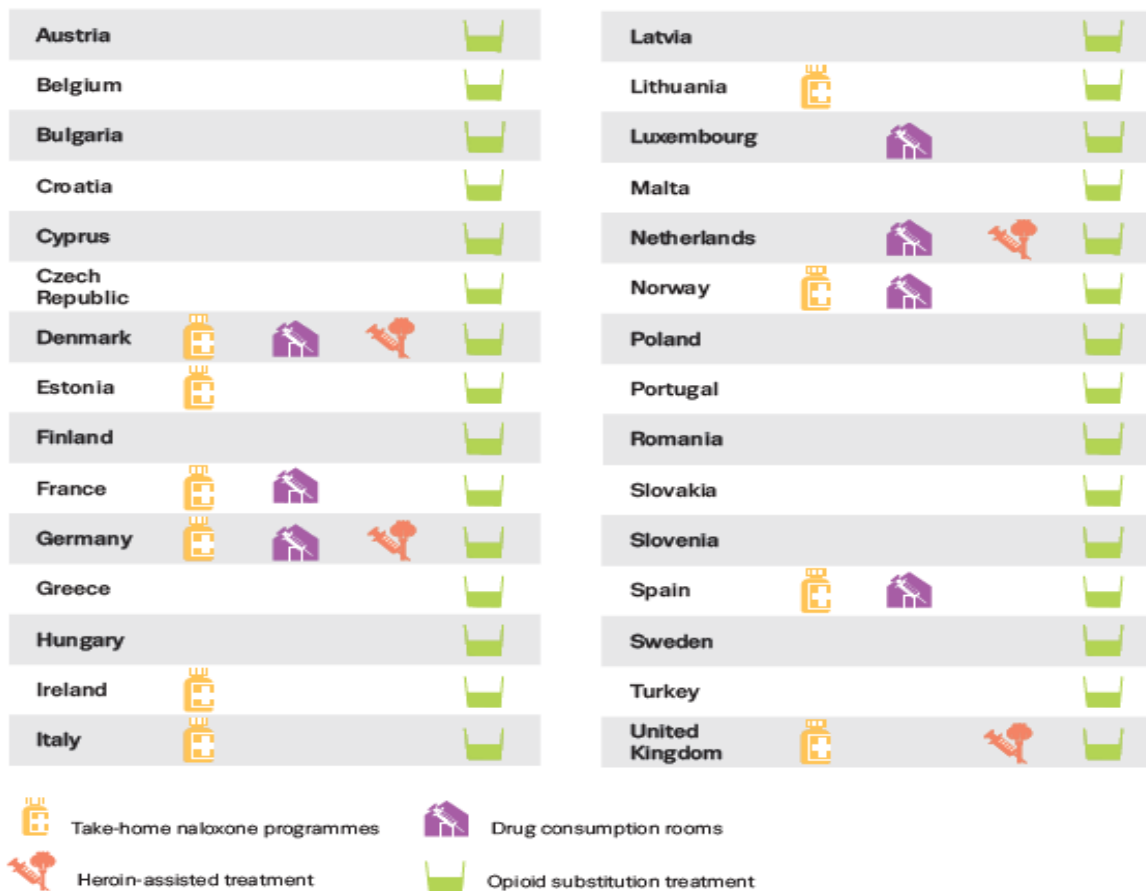 Austria
Belgium
Bulgaria
Croatia
Cyprus
Czech
Republic
Denmark
Estonia
Finland
France
Germany
Greece
Hungary
Ireland
Italy
Latvia
Lithuania
Luxembourg
Malta
Netherlands
Norway
Poland
Portugal
Romania
Slovakia
Slovenia
Spain
Sweden
Turkey
United
Kingdom
Take-home naloxone programmes
Drug consumption rooms
Heroin-assisted treatment
Opioid substitution treatment